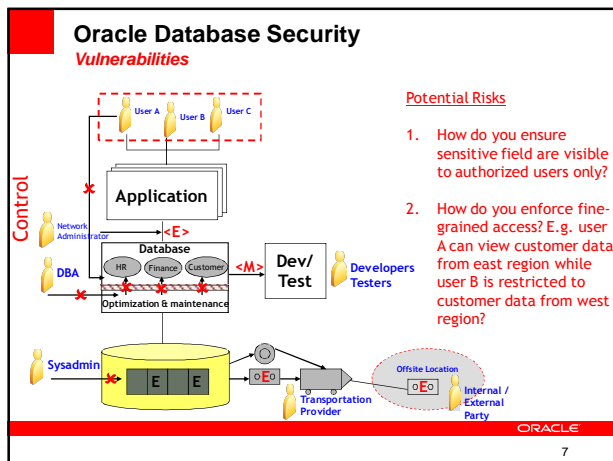 Oracle Database Security
Vulnerabilities
User A
User B
User C
Application
Control
Network
Administrator
<E>
Database
HR
Finance
Customer
<M>
Dev/
Test
Developers
Testers
DBA
Optimization & maintenance
Sysadmin
E
E
E
E
Transportation
Provider
Offsite Location
E
Internal /
External
Party
Potential Risks
1. How do you ensure
sensitive field are visible
to authorized users only?
2. How do you enforce fine-
grained access? E.g. user
A can view customer data
from east region while
user B is restricted to
customer data from west
region?
ORACLE
7